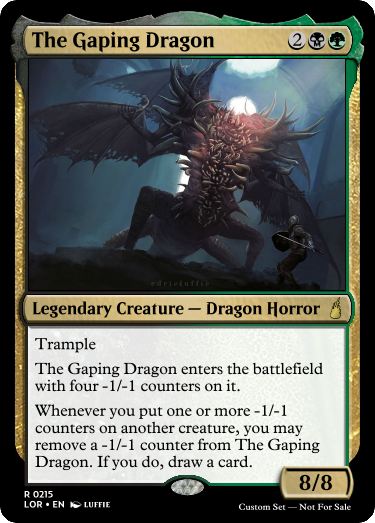 The Gaping Dragon 2
Legendary Creature — Dragon Horror
Trample
The Gaping Dragon enters the battlefield
with four -1/-1 counters on it.
Whenever you put one or more -1/-1
counters on another creature, you may
remove a -1/-1 counter from The Gaping
Dragon. If you do, draw a card.
8/8
R 0215
LOR • EN LUFFIE
Custom Set — Not For Sale